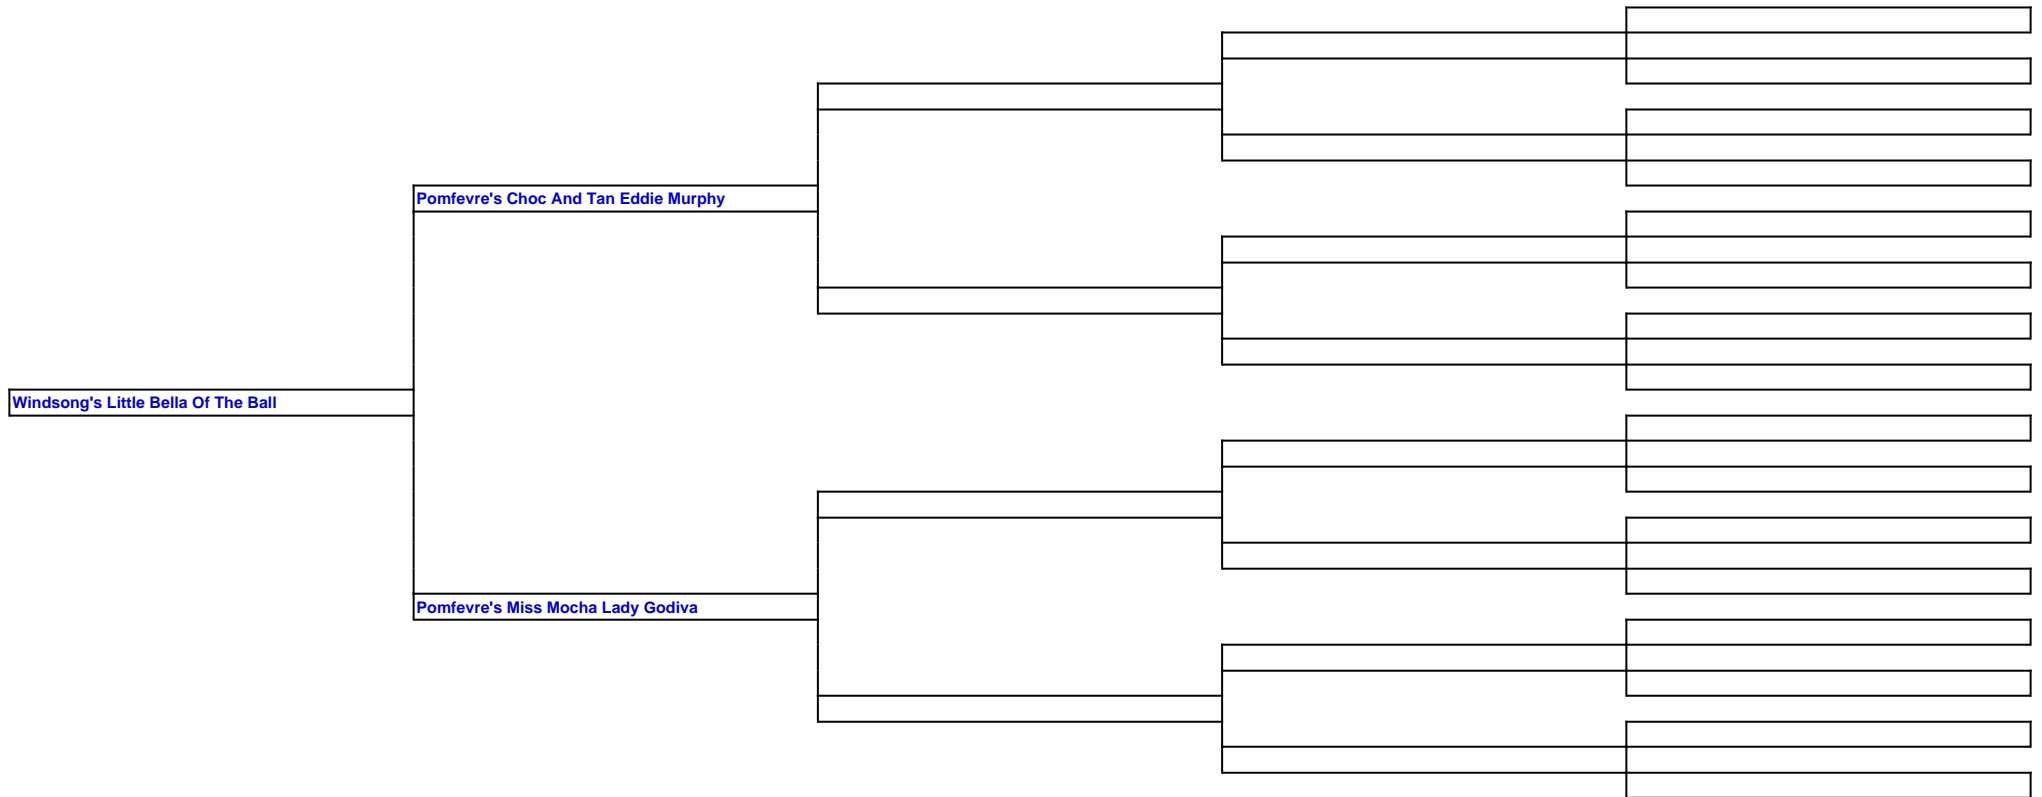 Pomfevre's Choc And Tan Eddie Murphy
Windsong's Little Bella Of The Ball
Pomfevre's Miss Mocha Lady Godiva